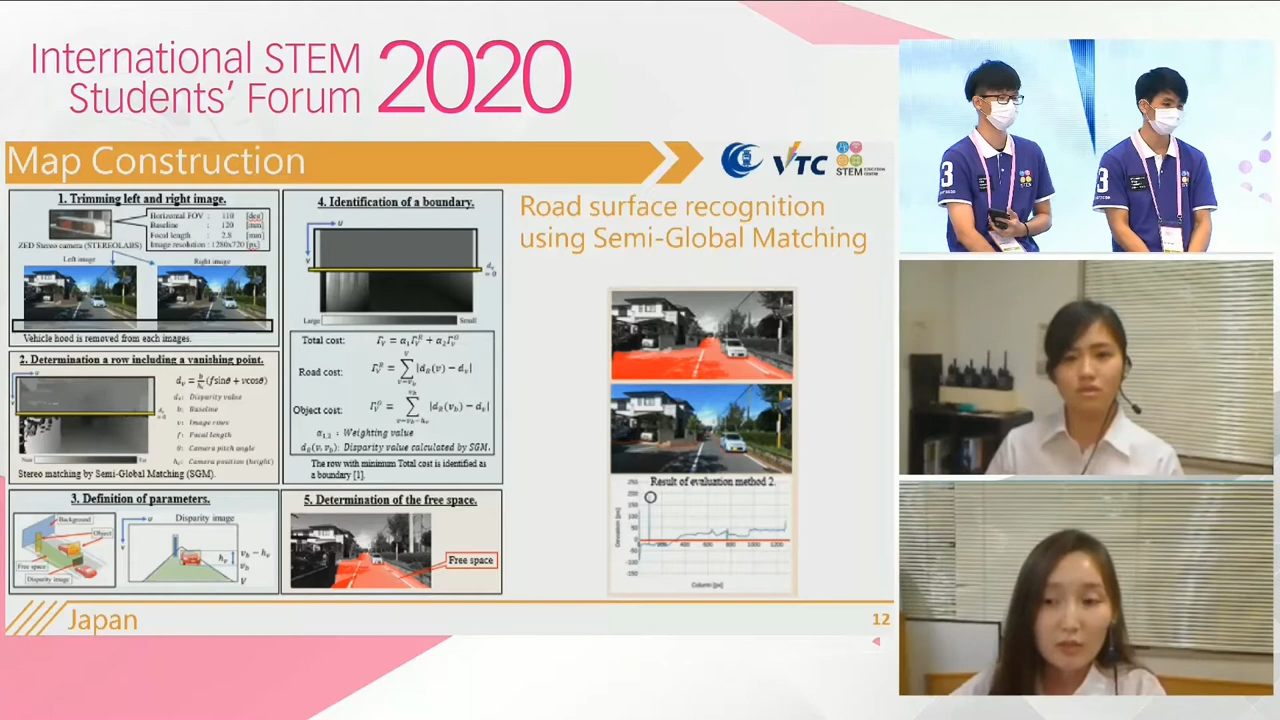 International STEM
Students' Forum 2020
Map Construction
VTC
STEM
1. Trimming left and right image.
Horizontal FOV : 110 [deg]
Baseline : 120 [mm]
Focal length : 2.8 [mm]
Image resolution : 1280x720 [px]
ZED Stereo camera (STEREOLABS)
Left image
Right image
Vehicle hood is removed from each images.
2. Determination a row including a vanishing point.
: Disparity value
b: Baseline
v: Image rows
f: Focal length
θ: Camera pitch angle
: Camera position (height)
Stereo matching by Semi-Global Matching (SGM).
3. Definition of parameters.
Background
Object
Free space
Disparity image
u
v
Disparity image
4. Identification of a boundary.
u
v
Large
Small
Total cost:
Road cost:
Object cost:
α₁,₂ : Weighting value
Disparity value calculated by SGM.
The row with minimum Total cost is identified as
a boundary [1].
5. Determination of the free space.
Free space
Road surface recognition
using Semi-Global Matching
Result of evaluation method 2.
Deviation [px]
Column [px]
Japan
12
3
3